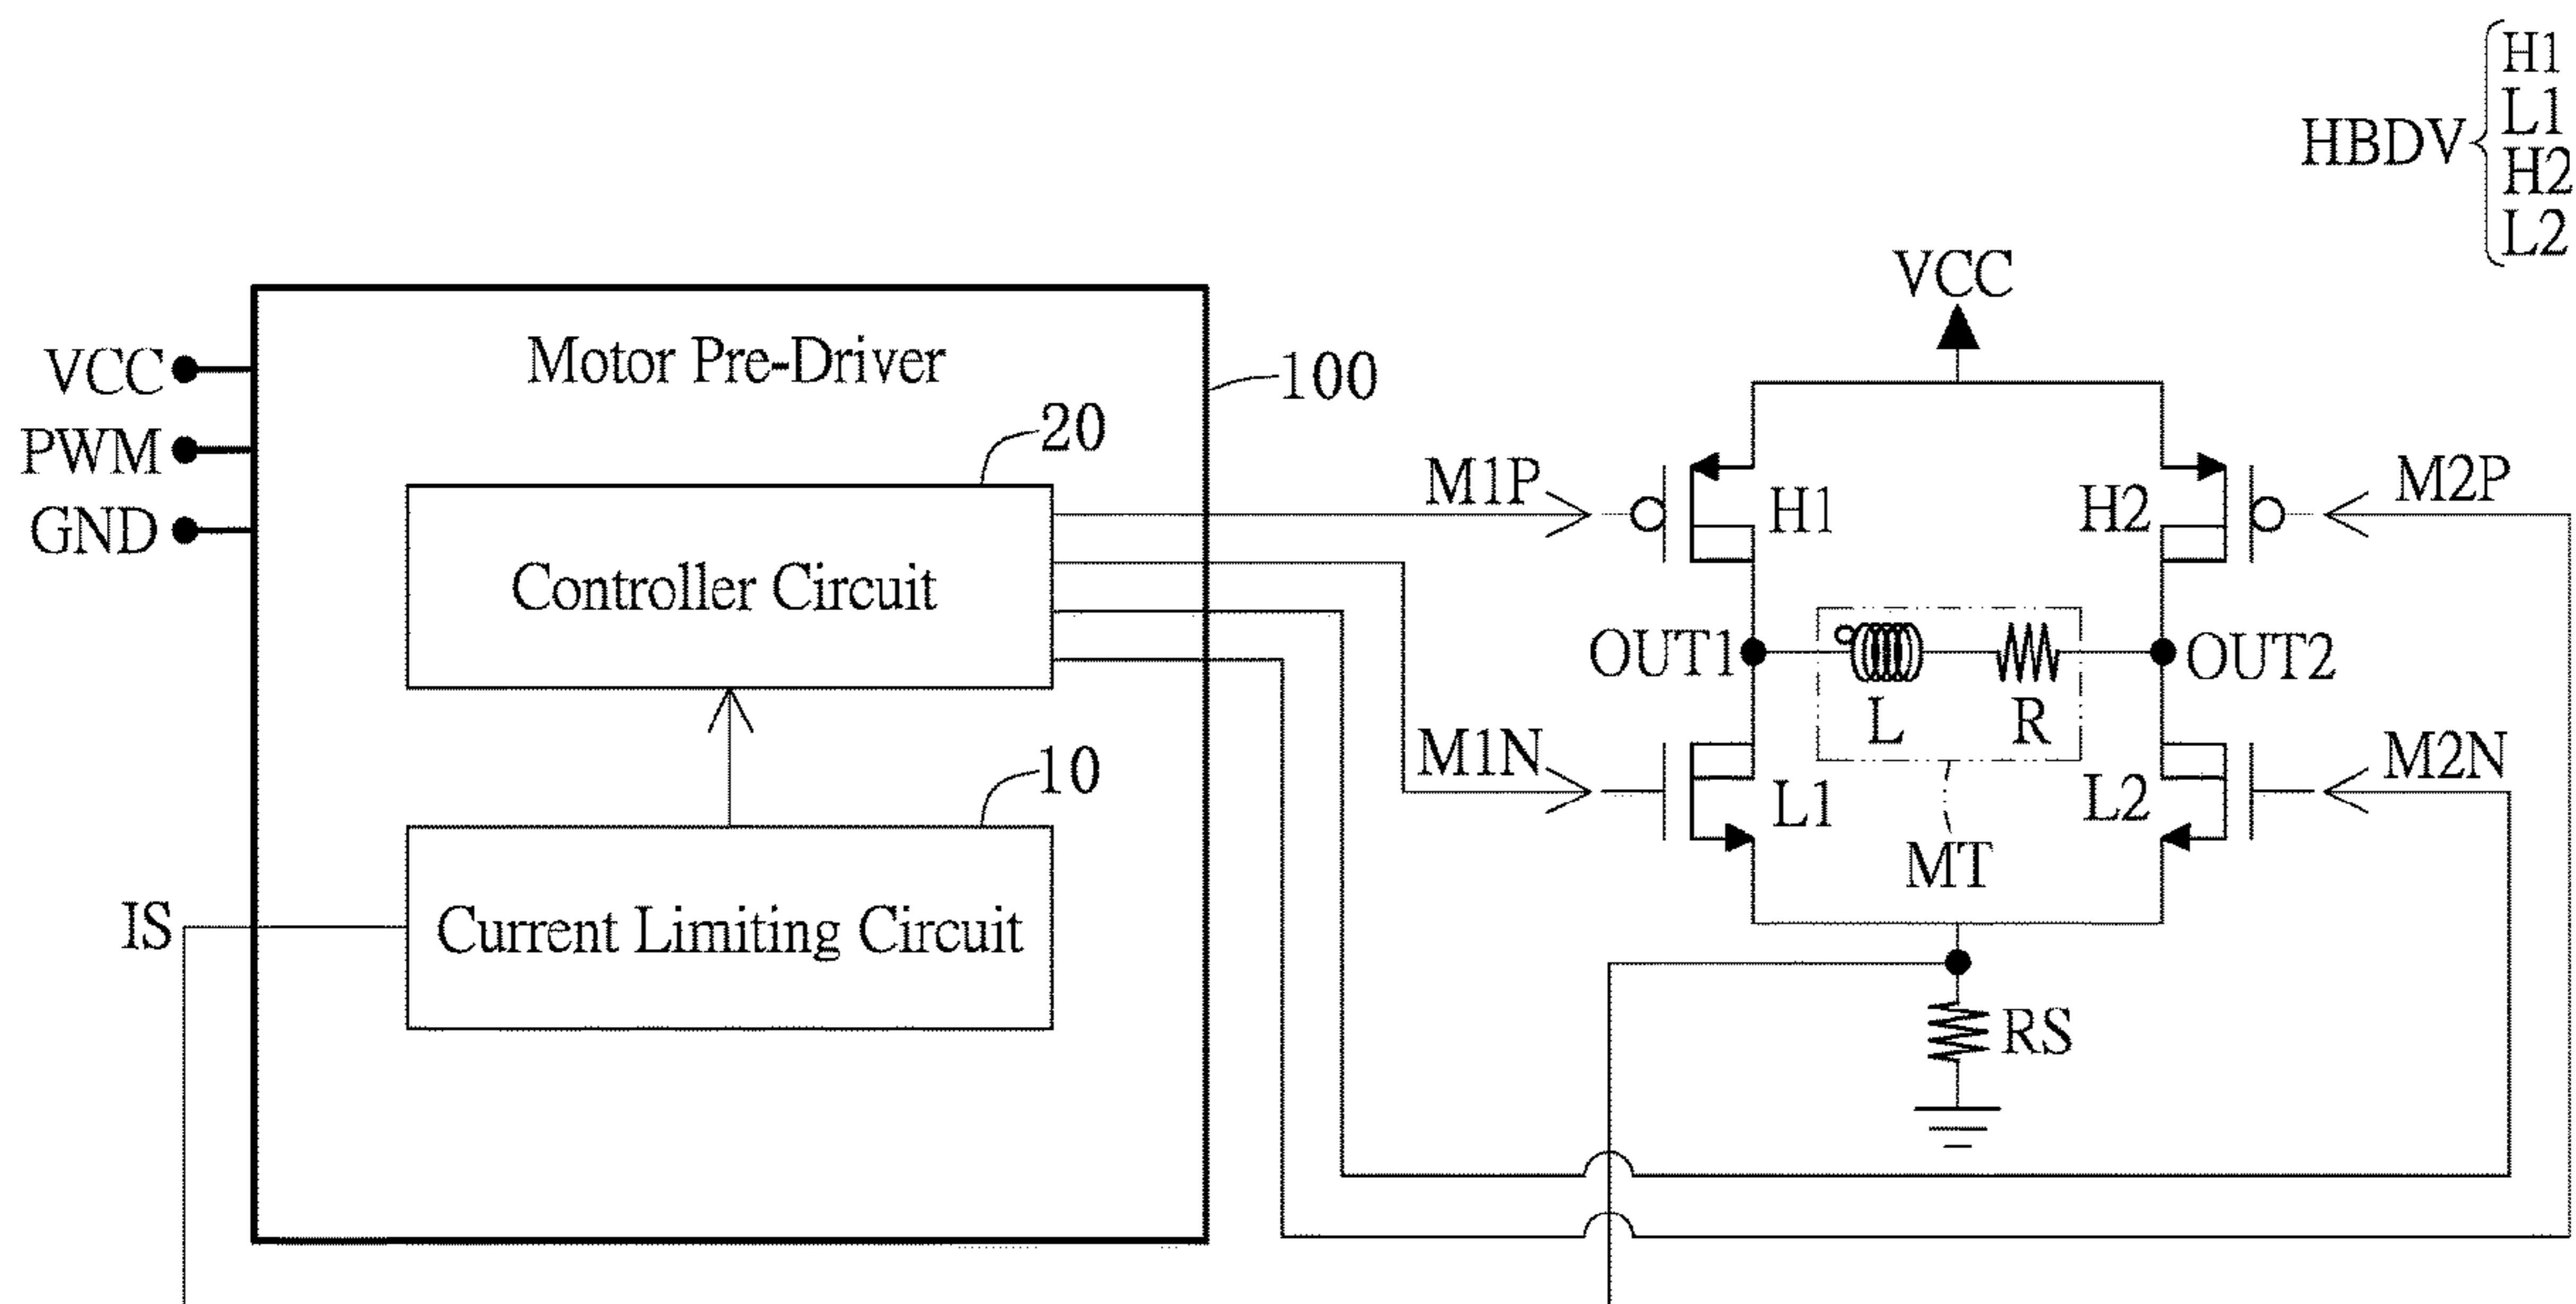 HBDV
H1
L1
H2
L2
VCC
VCC
PWM
GND
Motor Pre-Driver
100
20
Controller Circuit
10
Current Limiting Circuit
IS
M1P
H1
H2
M2P
OUT1
L
R
OUT2
M1N
L1
L2
M2N
MT
RS